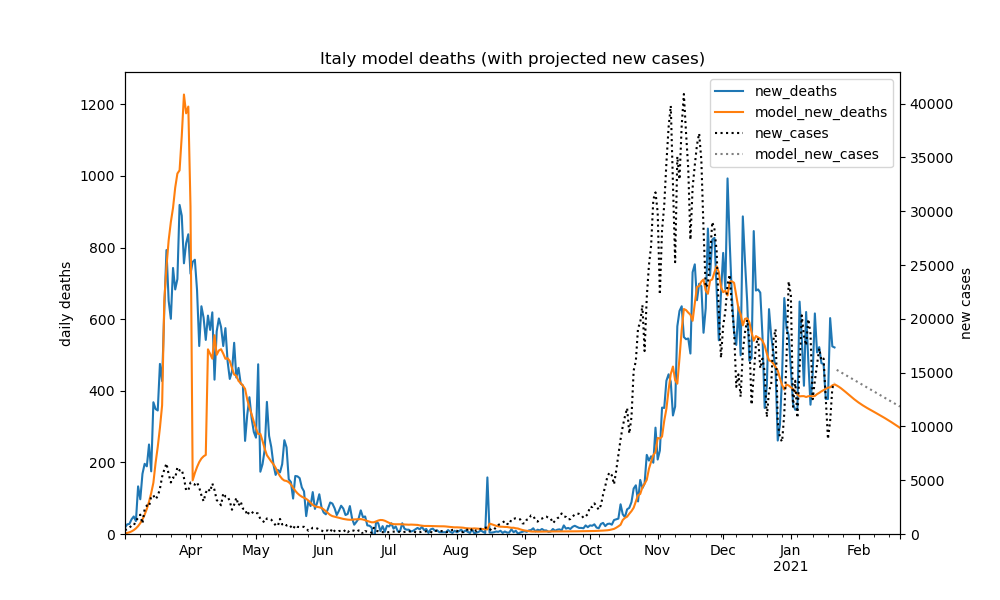 Italy model deaths (with projected new cases)
new_deaths
model_new_deaths
new_cases
model_new_cases
1200
1000
800
600
400
200
0
daily deaths
40000
35000
30000
25000
20000
15000
10000
5000
0
new cases
Apr May Jun Jul Aug Sep Oct Nov Dec Jan Feb
2021